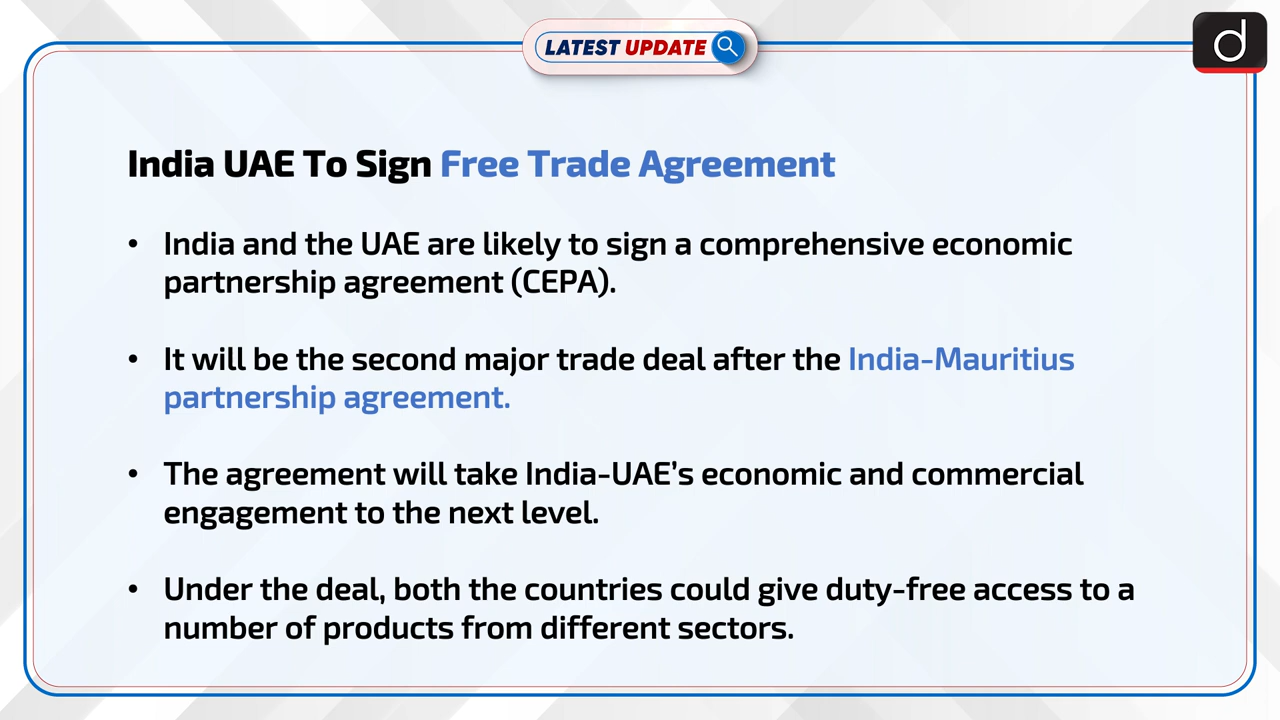 LATEST UPDATE
d
India UAE To Sign Free Trade Agreement
• India and the UAE are likely to sign a comprehensive economic
partnership agreement (CEPA).
• It will be the second major trade deal after the India-Mauritius
partnership agreement.
• The agreement will take India-UAE’s economic and commercial
engagement to the next level.
• Under the deal, both the countries could give duty-free access to a
number of products from different sectors.